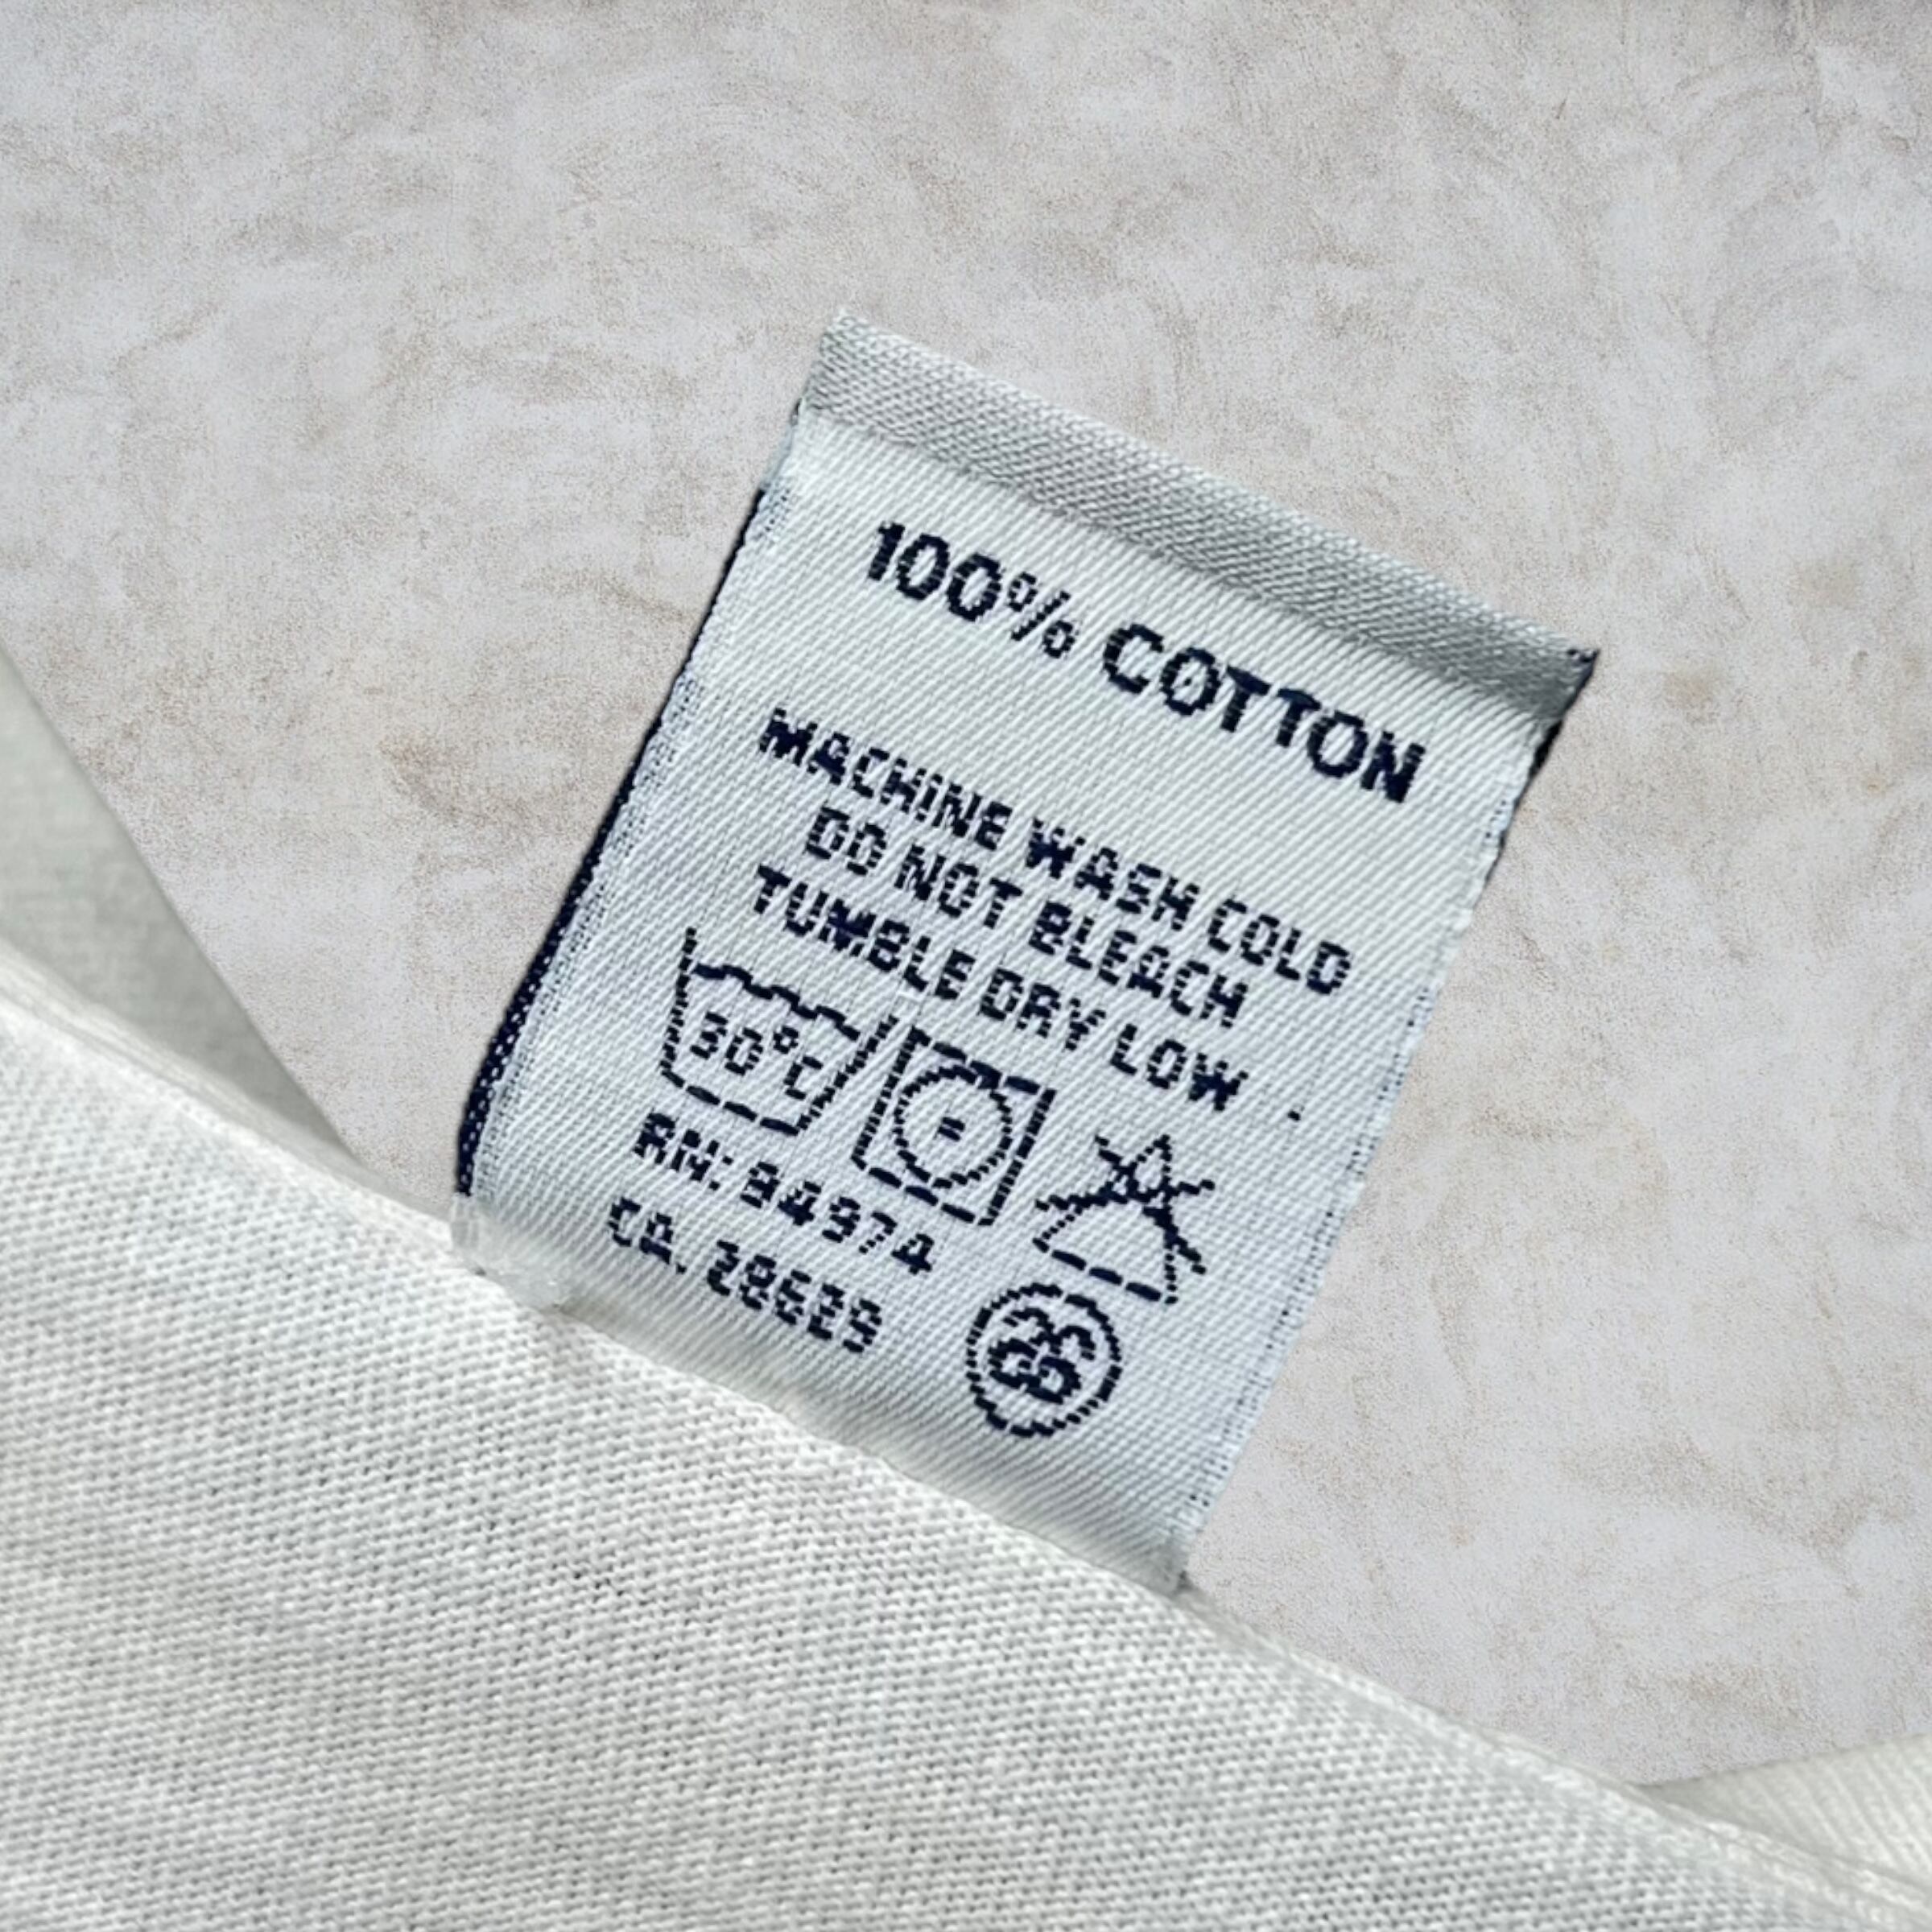 100% COTTON
MACHINE WASH COLD
DO NOT BLEACH
TUMBLE DRY LOW
30°C
RN: 94974
CA. 28629